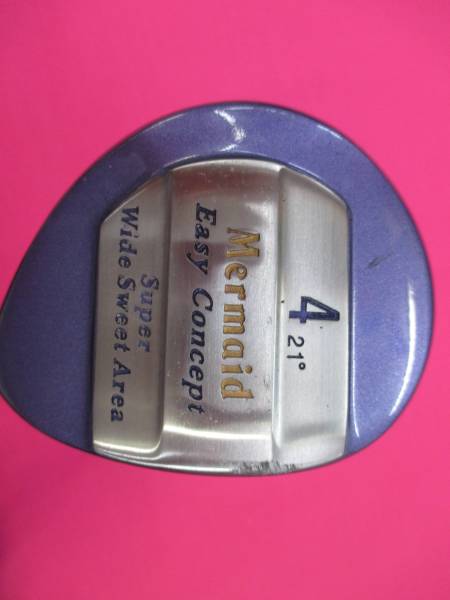 4
21°
Mermaid
Easy Concept
Super
Wide Sweet Area